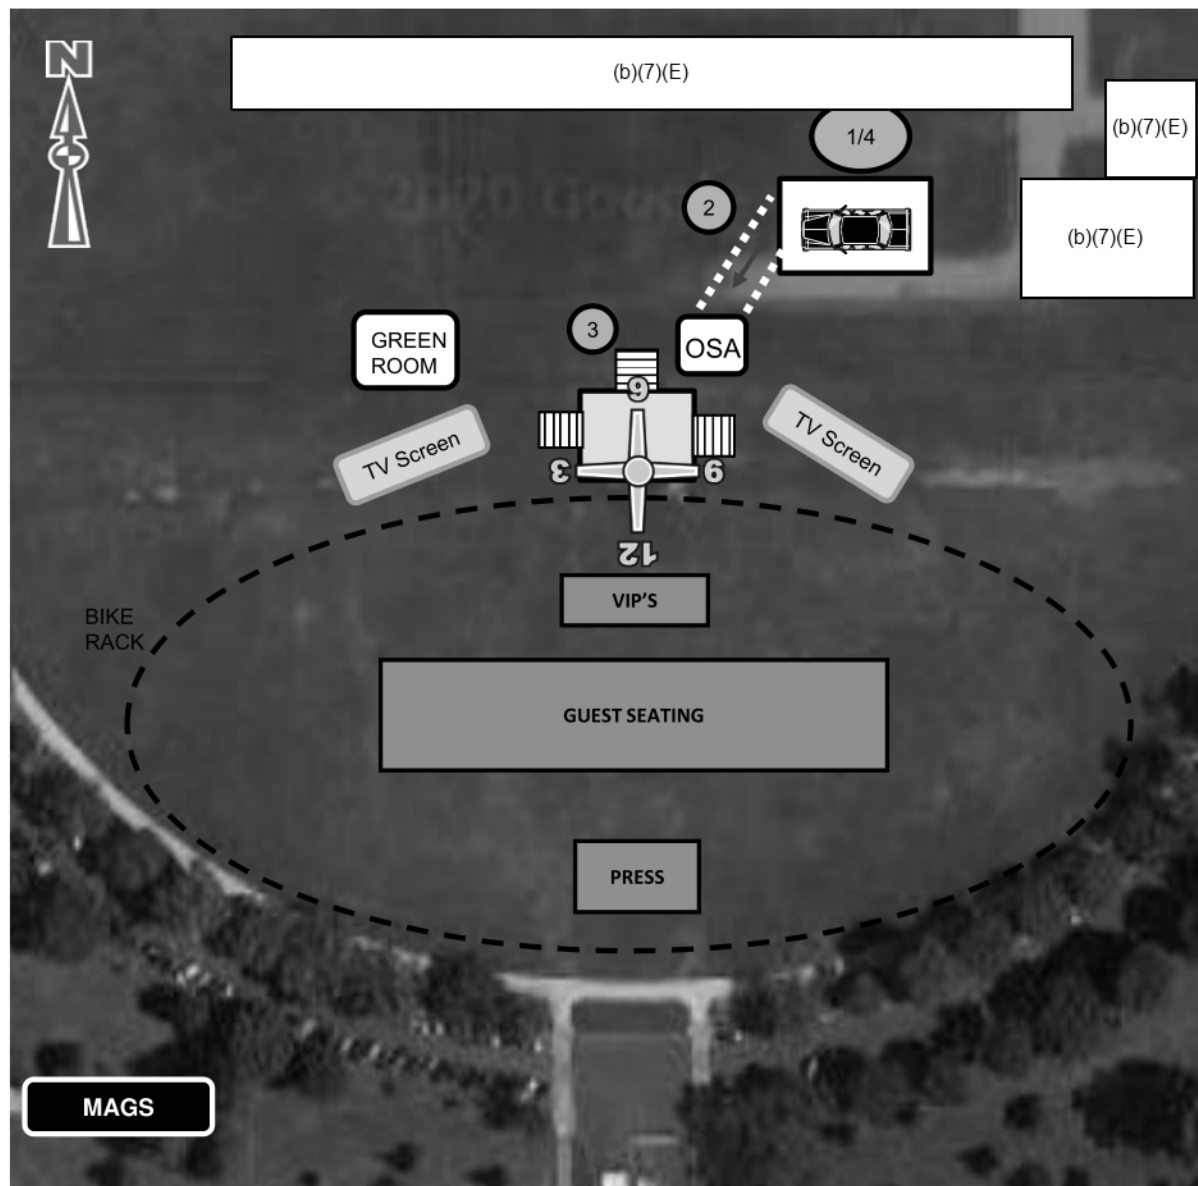 N
(b)(7)(E)
(b)(7)(E)
1/4
2
(b)(7)(E)
3
GREEN
ROOM
OSA
6
TV Screen
TV Screen
3
9
12
VIP'S
BIKE
RACK
GUEST SEATING
PRESS
MAGS